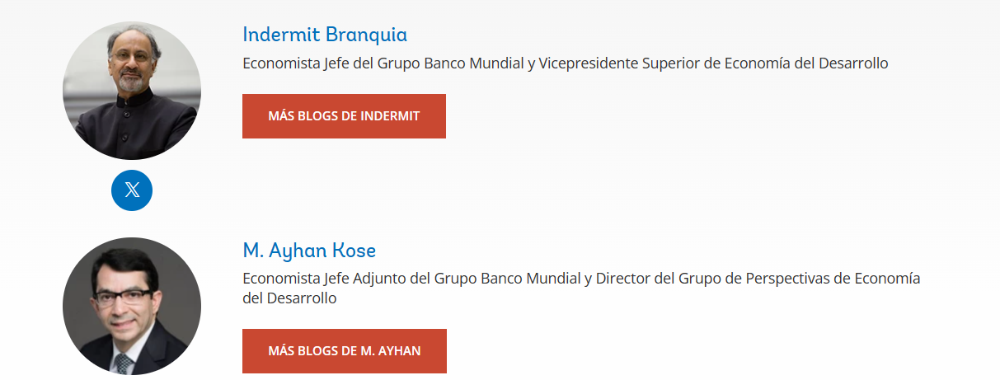 Indermit Branquia
Economista Jefe del Grupo Banco Mundial y Vicepresidente Superior de Economía del Desarrollo
MÁS BLOGS DE INDERMIT
𝕏
M. Ayhan Kose
Economista Jefe Adjunto del Grupo Banco Mundial y Director del Grupo de Perspectivas de Economía
del Desarrollo
MÁS BLOGS DE M. AYHAN